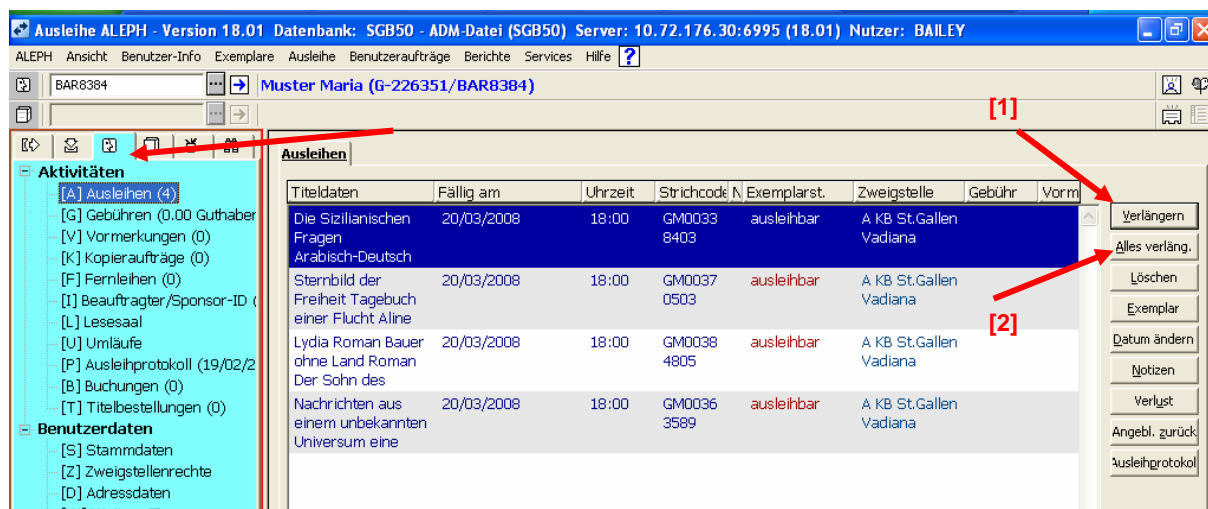 Ausleihe ALEPH - Version 18.01 Datenbank: SGB50 - ADM-Datei (SGB50) Server: 10.72.176.30:6995 (18.01) Nutzer: BAILEY
ALEPH Ansicht Benutzer-Info Exemplare Ausleihe Benutzeraufträge Berichte Services Hilfe ?
BAR8384 ... Muster Maria (G-226351/BAR8384)
...
[1]
Ausleihen
Aktivitäten
[A] Ausleihen (4)
[G] Gebühren (0.00 Guthaber
[V] Vormerkungen (0)
[K] Kopieraufträge (0)
[F] Fernleihen (0)
[I] Beauftragter/Sponsor-ID (
[L] Lesesaal
[U] Umläufe
[P] Ausleihprotokoll (19/02/2
[B] Buchungen (0)
[T] Titelbestellungen (0)
Benutzerdaten
[S] Stammdaten
[Z] Zweigstellenrechte
[D] Adressdaten
Titeldaten Fällig am Uhrzeit Strichcode N Exemplarst. Zweigstelle Gebühr Vorm
Die Sizilianischen 20/03/2008 18:00 GM0033 ausleihbar A KB St.Gallen
Fragen 8403 Vadiana
Arabisch-Deutsch
Sternbild der 20/03/2008 18:00 GM0037 ausleihbar A KB St.Gallen
Freiheit Tagebuch 0503 Vadiana
einer Flucht Aline
Lydia Roman Bauer 20/03/2008 18:00 GM0038 ausleihbar A KB St.Gallen
ohne Land Roman 4805 Vadiana
Der Sohn des
Nachrichten aus 20/03/2008 18:00 GM0036 ausleihbar A KB St.Gallen
einem unbekannten 3589 Vadiana
Universum eine
Verlängern
Alles verläng.
Löschen
Exemplar
[2]
Datum ändern
Notizen
Verlust
Angebl. zurück
Ausleihprotokol